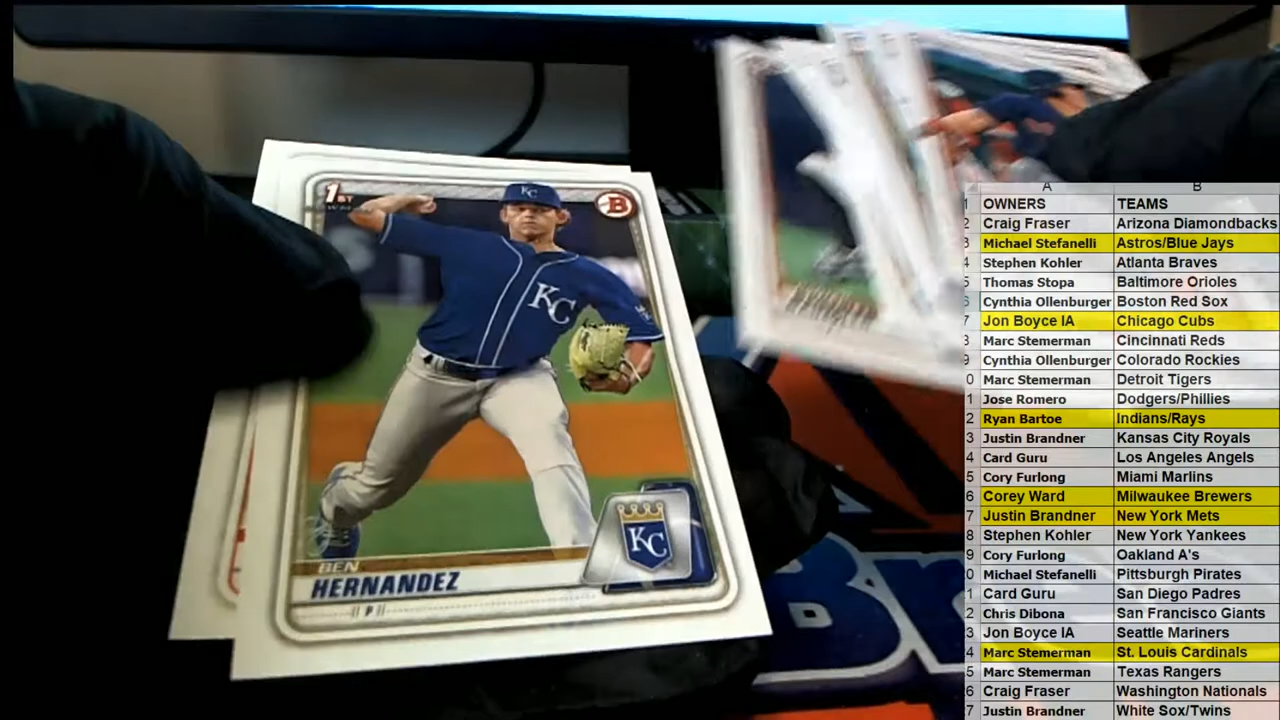 1ST
B
KC
KC
KC
BEN
HERNANDEZ
P
Br
A B
1 OWNERS TEAMS
2 Craig Fraser Arizona Diamondbacks
3 Michael Stefanelli Astros/Blue Jays
4 Stephen Kohler Atlanta Braves
5 Thomas Stopa Baltimore Orioles
6 Cynthia Ollenburger Boston Red Sox
7 Jon Boyce IA Chicago Cubs
8 Marc Stemerman Cincinnati Reds
9 Cynthia Ollenburger Colorado Rockies
0 Marc Stemerman Detroit Tigers
1 Jose Romero Dodgers/Phillies
2 Ryan Bartoe Indians/Rays
3 Justin Brandner Kansas City Royals
4 Card Guru Los Angeles Angels
5 Cory Furlong Miami Marlins
6 Corey Ward Milwaukee Brewers
7 Justin Brandner New York Mets
8 Stephen Kohler New York Yankees
9 Cory Furlong Oakland A's
0 Michael Stefanelli Pittsburgh Pirates
1 Card Guru San Diego Padres
2 Chris Dibona San Francisco Giants
3 Jon Boyce IA Seattle Mariners
4 Marc Stemerman St. Louis Cardinals
5 Marc Stemerman Texas Rangers
6 Craig Fraser Washington Nationals
7 Justin Brandner White Sox/Twins